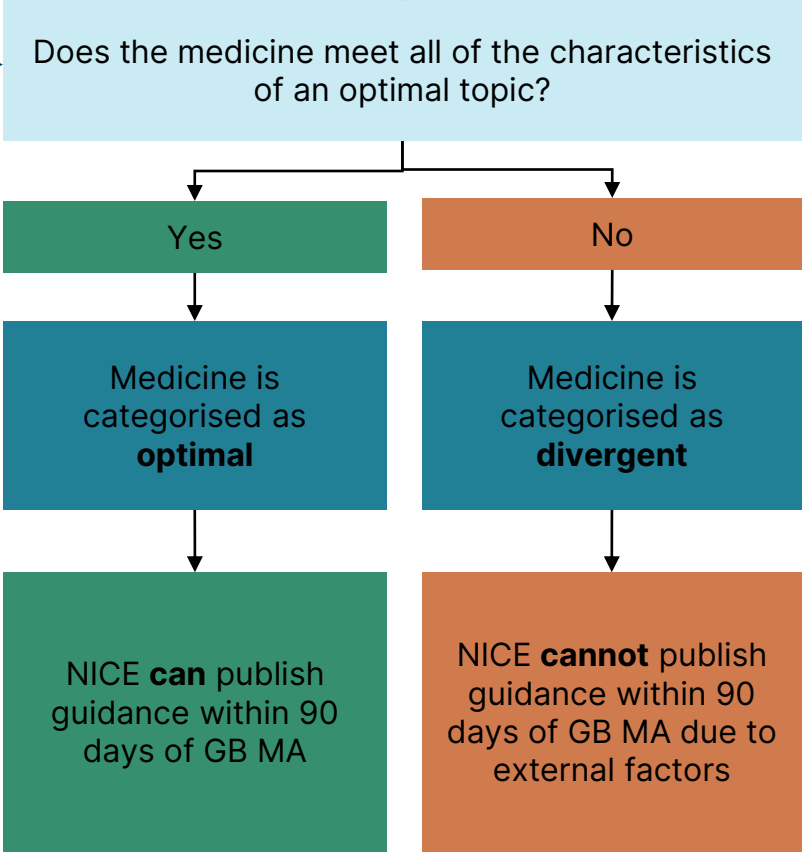 Does the medicine meet all of the characteristics
of an optimal topic?
Yes
No
Medicine is
categorised as
optimal
Medicine is
categorised as
divergent
NICE can publish
guidance within 90
days of GB MA
NICE cannot publish
guidance within 90
days of GB MA due to
external factors